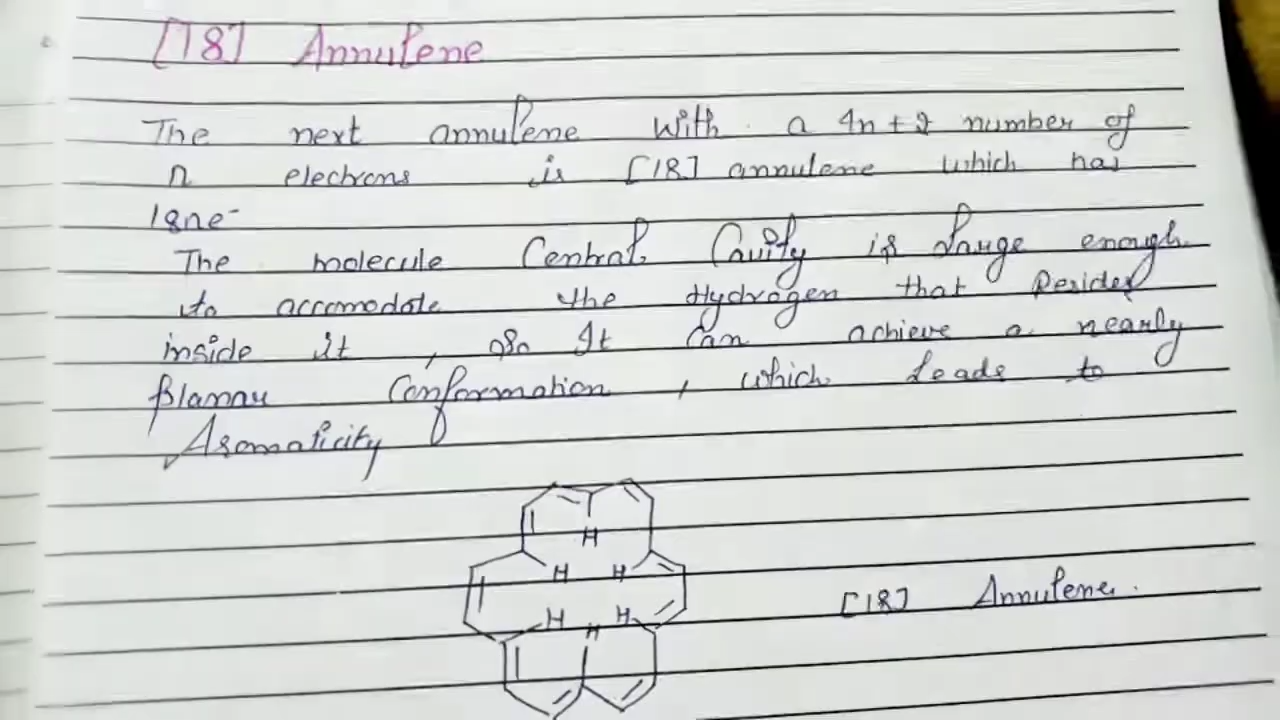 [18] Annulene
The next annulene with a 4n+2 number of
π electrons is [18] annulene which has
18πe-
The molecule Central Cavity is large enough
to accomodate the Hydrogen that Resides
inside it, so It Can achieve a nearly
planar Conformation, which leads to
Aromaticity
H
H H
H H
H
[18] Annulene.